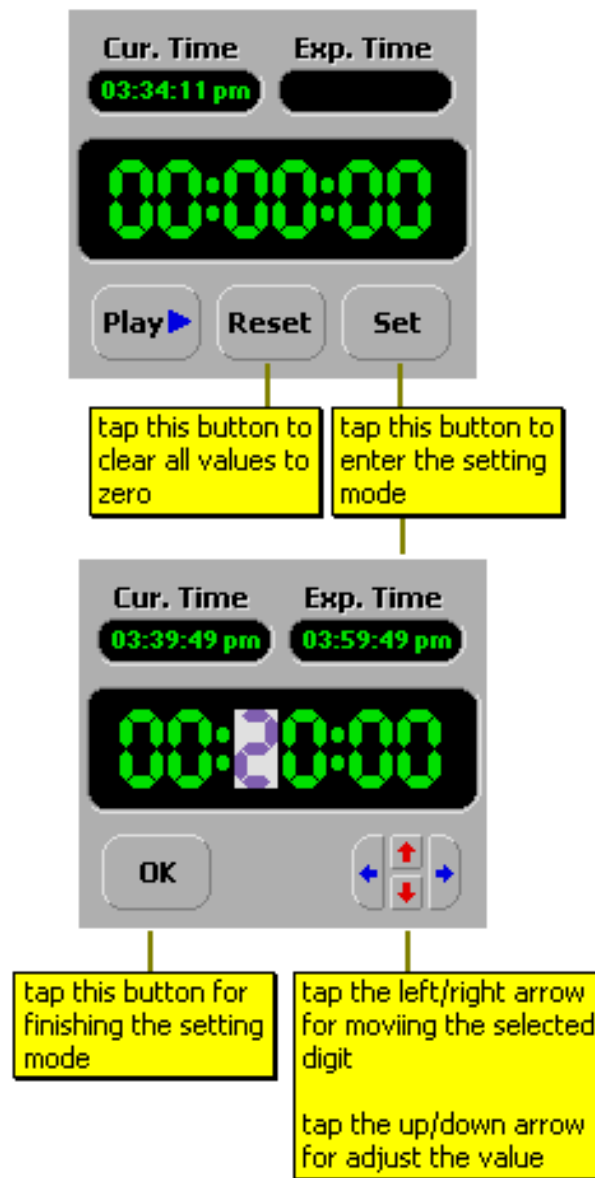 Cur. Time Exp. Time
03:34:11 pm
00:00:00
Play Reset Set
tap this button to
clear all values to
zero
tap this button to
enter the setting
mode
Cur. Time Exp. Time
03:39:49 pm 03:59:49 pm
00:20:00
OK
tap this button for
finishing the setting
mode
tap the left/right arrow
for moviing the selected
digit
tap the up/down arrow
for adjust the value